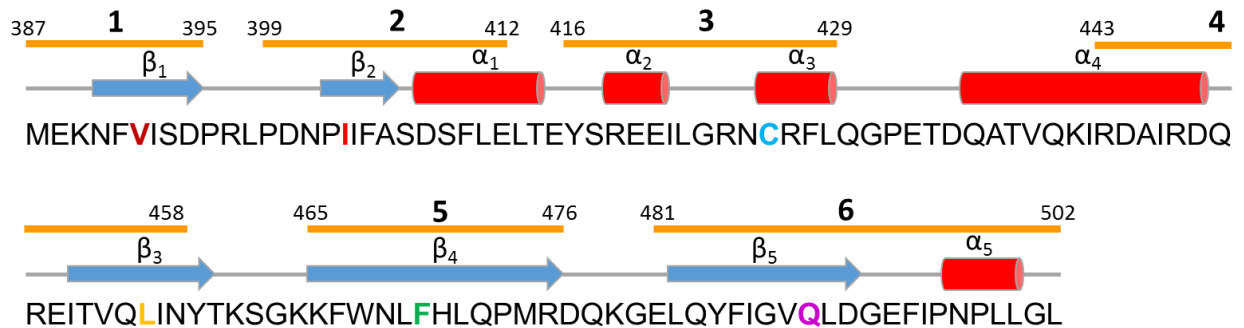 387 1 395 399 2 412 416 3 429 443 4
β1 β2 α1 α2 α3 α4
MEKNFVISDPRLPDNPIIFASDSFLELTEYSREEILGRNCRFLQGPETDQATVQKIRDAIRDQ
458 465 5 476 481 6 502
β3 β4 β5 α5
REITVQLINYTKSGKKFWNLFHLQPMRDQKGELQYFIGVQLDGEFIPNPLLGL